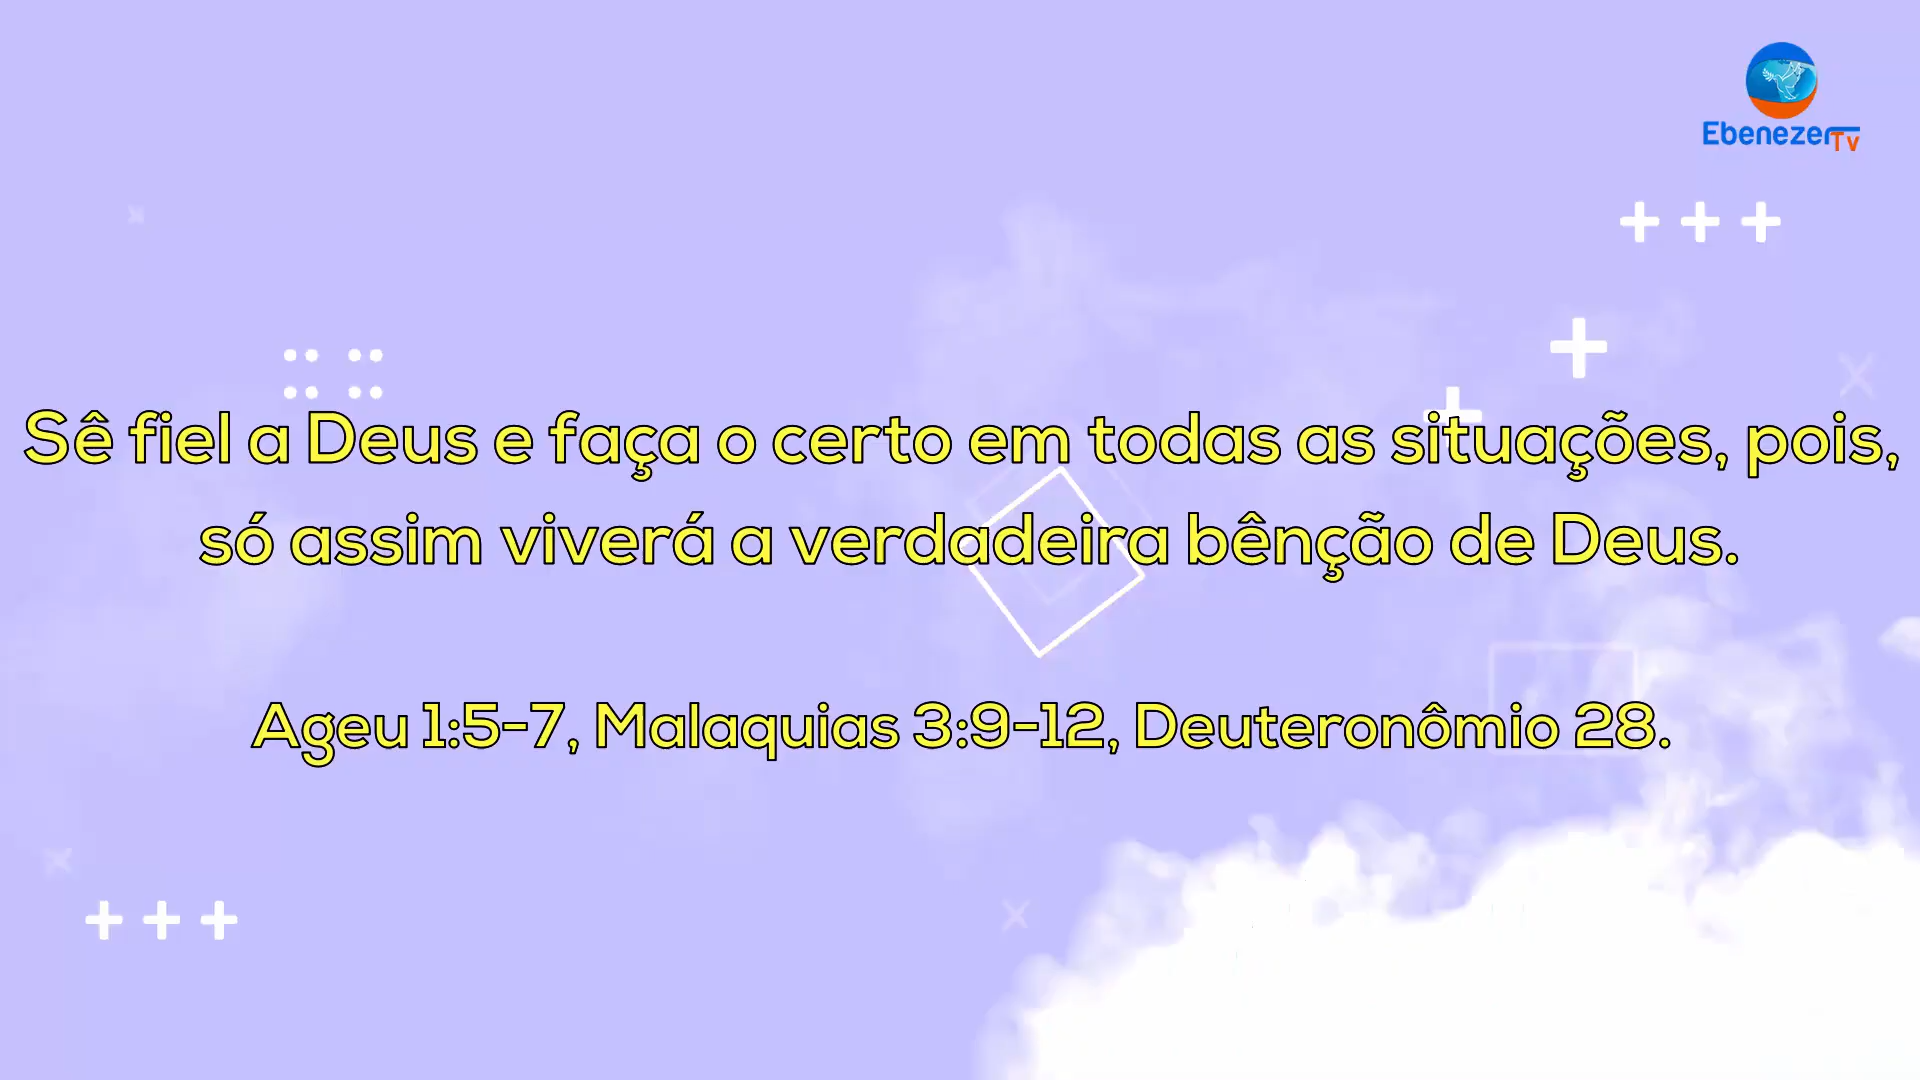 Ebenezer Tv
Sê fiel a Deus e faça o certo em todas as situações, pois,
só assim viverá a verdadeira bênção de Deus.
Ageu 1:5-7, Malaquias 3:9-12, Deuteronômio 28.